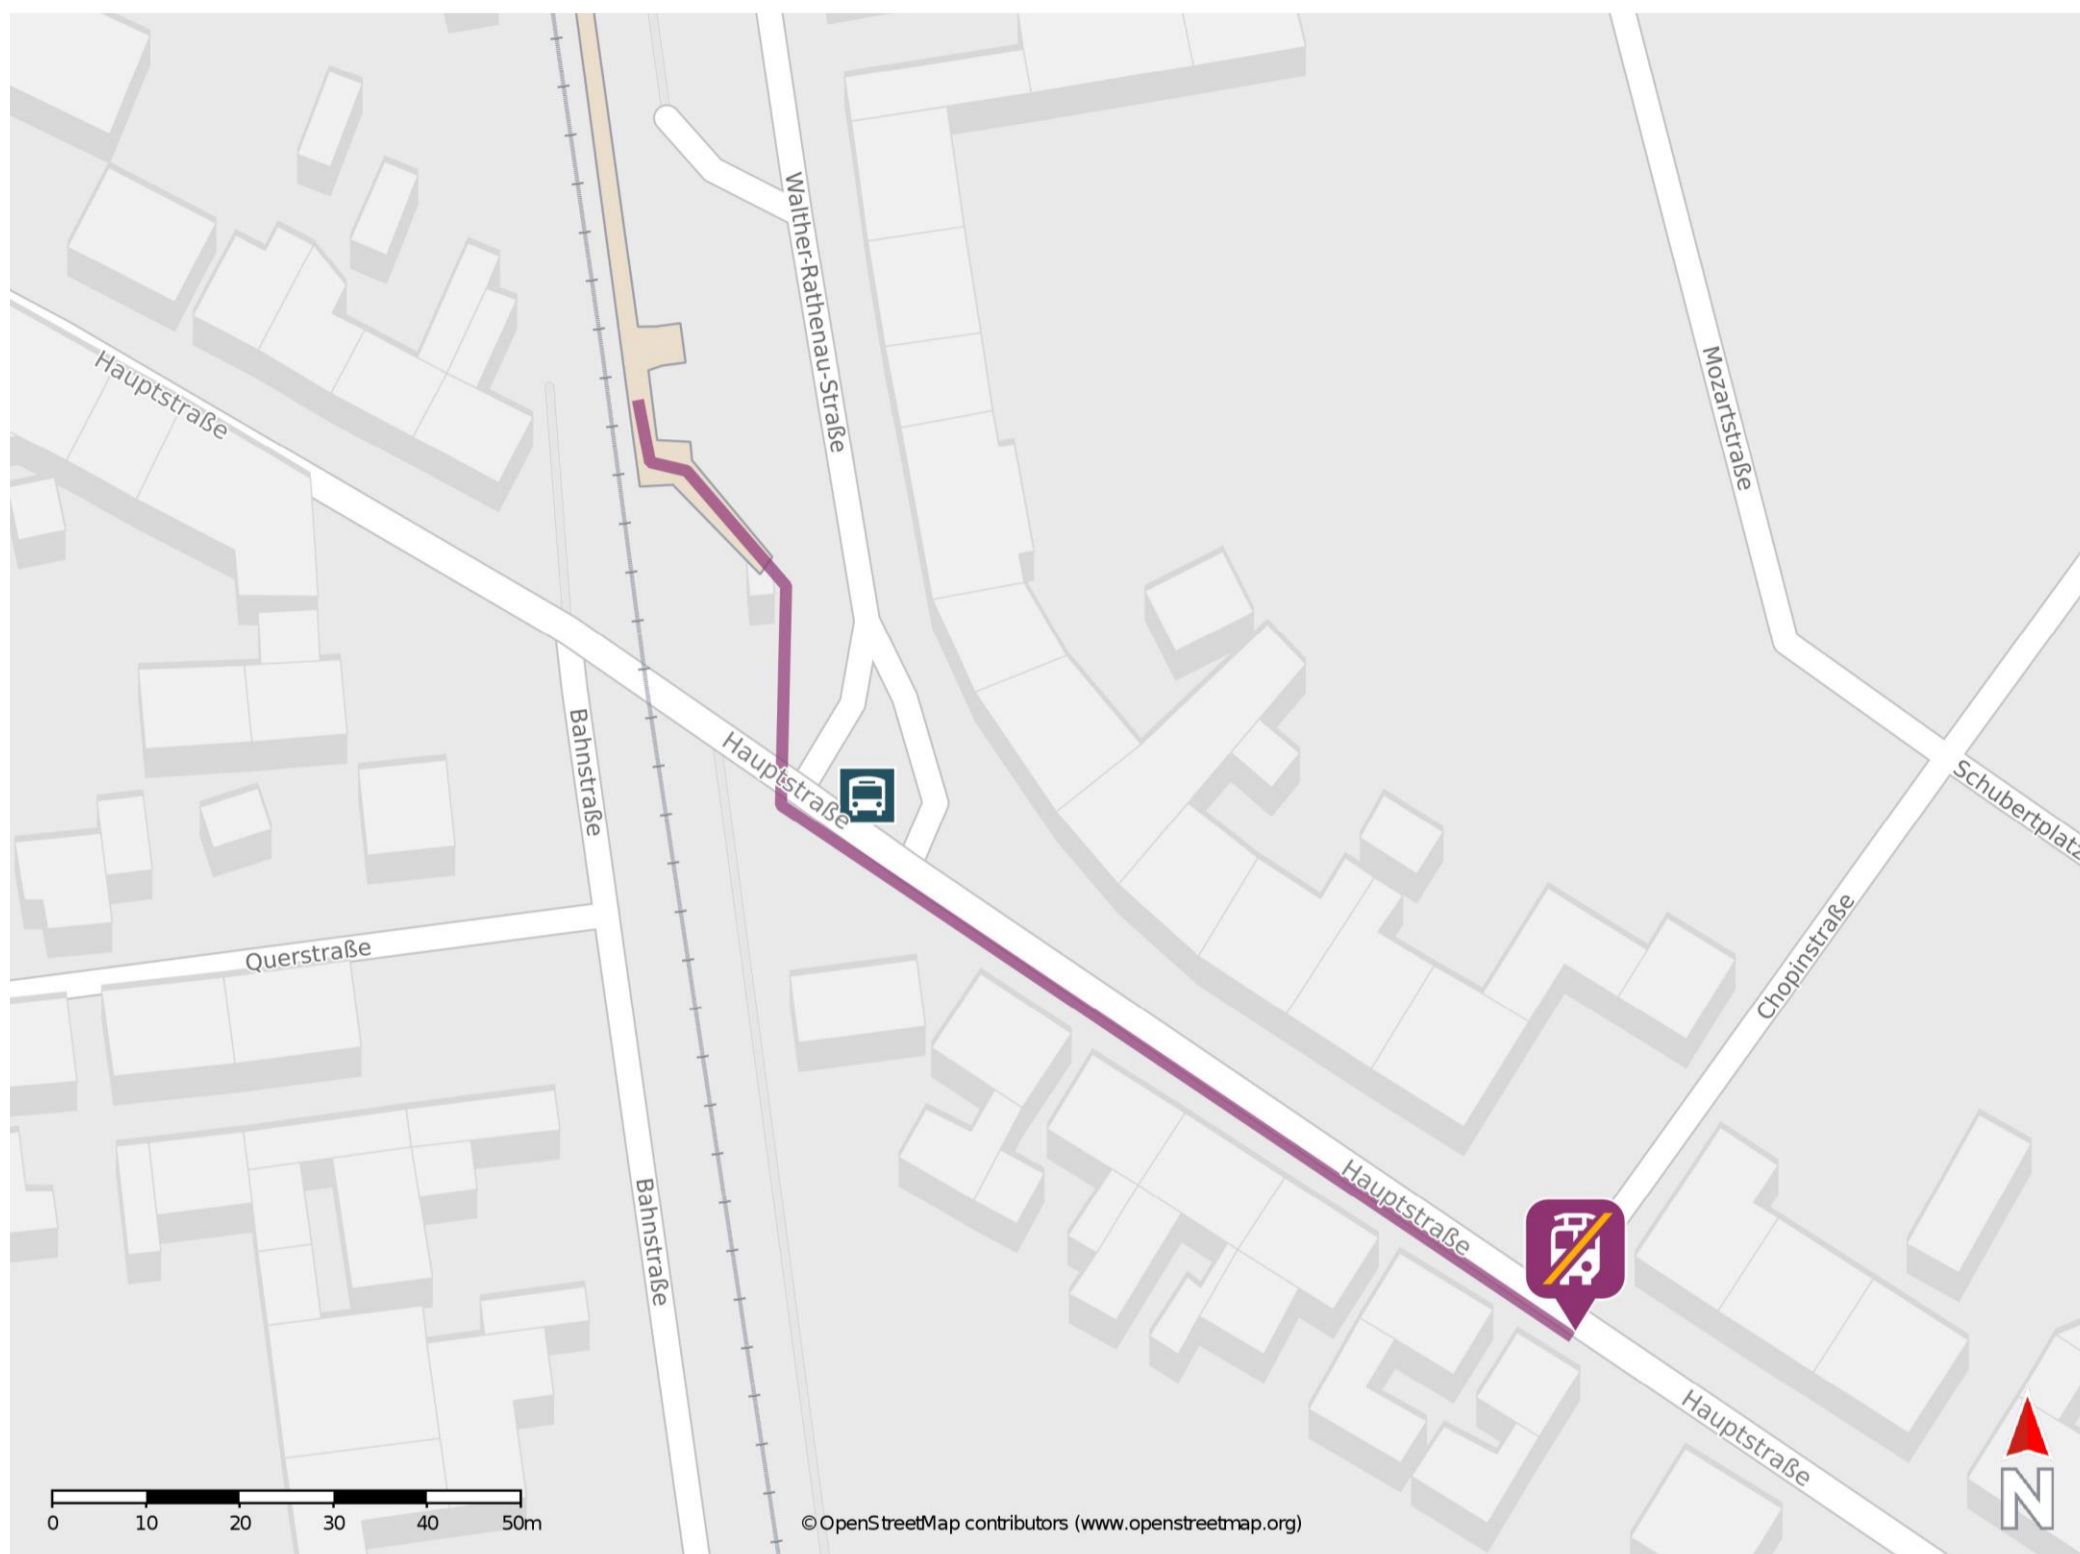 Walther-Rathenau-Straße
Hauptstraße
Mozartstraße
Hauptstraße
Bahnstraße
Schubertplatz
Chopinstraße
Querstraße
Hauptstraße
Bahnstraße
Hauptstraße
0 10 20 30 40 50m
©OpenStreetMap contributors (www.openstreetmap.org)
N